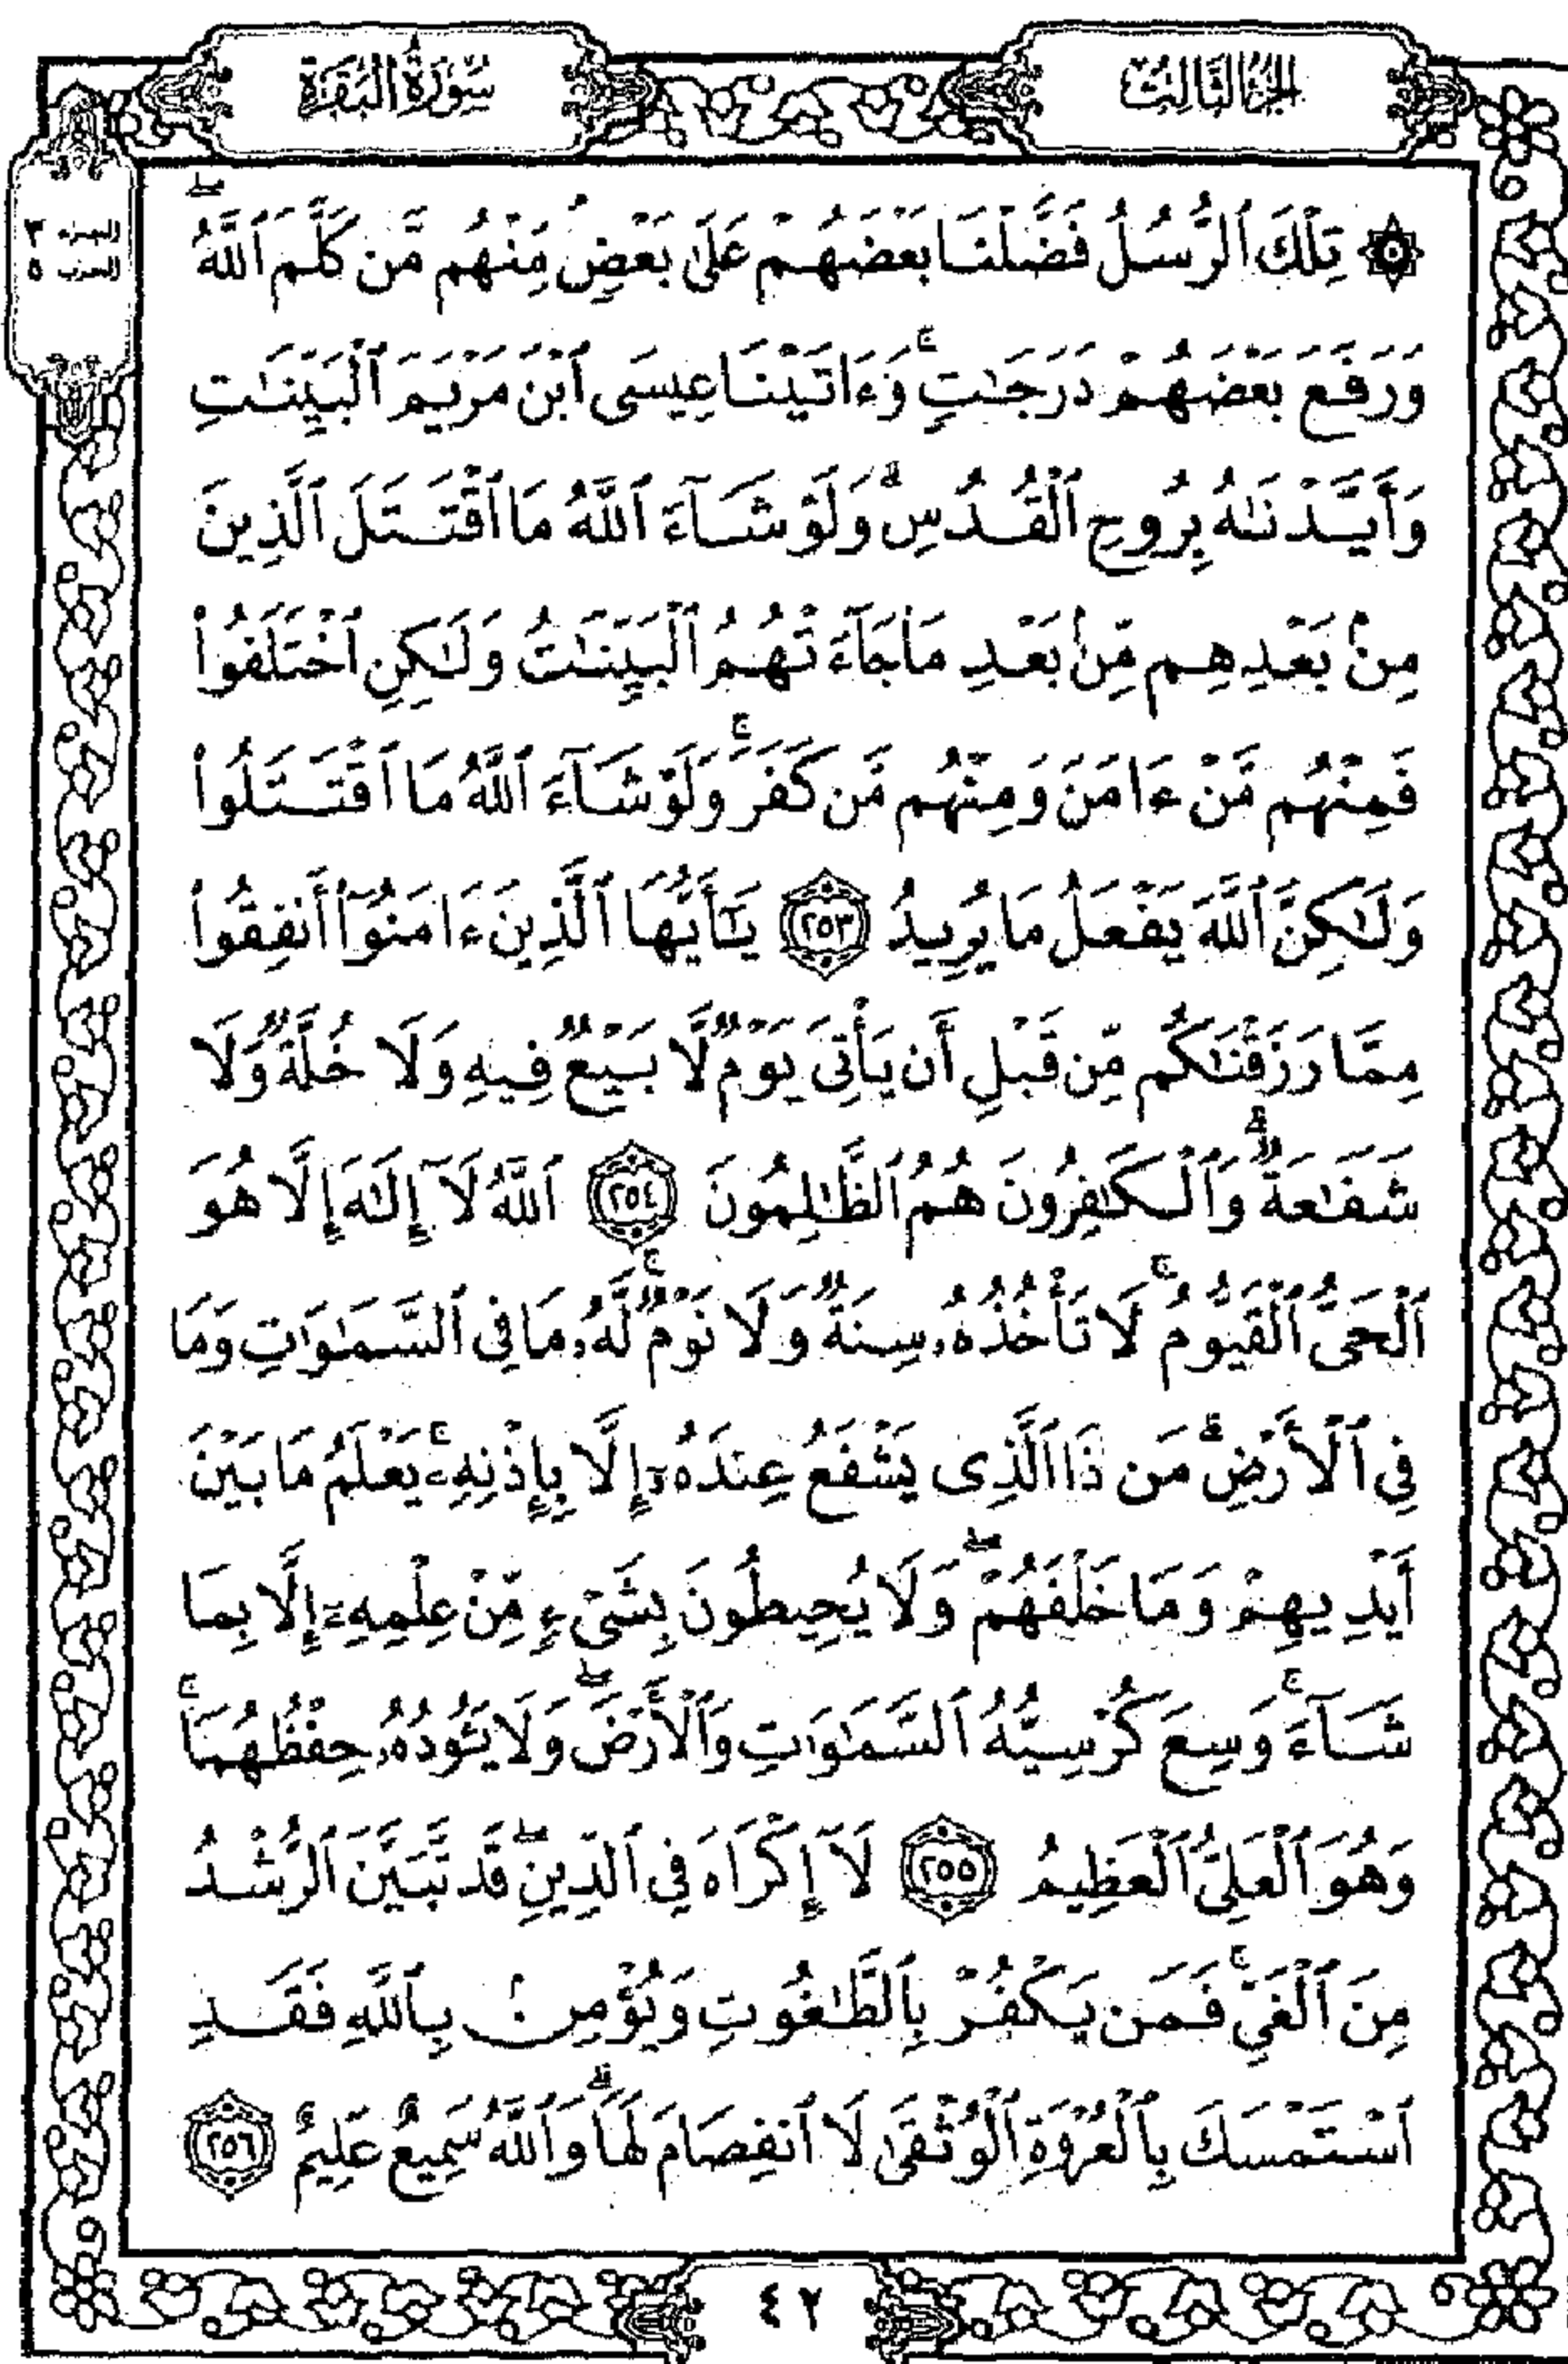 الجزء الثالث
سورة البقرة
الجزء ٣
الحزب ٥
۞ تِلْكَ ٱلرُّسُلُ فَضَّلْنَا بَعْضَهُمْ عَلَىٰ بَعْضٍۘ مِّنْهُم مَّن كَلَّمَ ٱللَّهُۖ
وَرَفَعَ بَعْضَهُمْ دَرَجَـٰتٍۚ وَءَاتَيْنَا عِيسَى ٱبْنَ مَرْيَمَ ٱلْبَيِّنَـٰتِ
وَأَيَّدْنَـٰهُ بِرُوحِ ٱلْقُدُسِۗ وَلَوْ شَآءَ ٱللَّهُ مَا ٱقْتَتَلَ ٱلَّذِينَ
مِنۢ بَعْدِهِم مِّنۢ بَعْدِ مَا جَآءَتْهُمُ ٱلْبَيِّنَـٰتُ وَلَـٰكِنِ ٱخْتَلَفُوا۟
فَمِنْهُم مَّنْ ءَامَنَ وَمِنْهُم مَّن كَفَرَۚ وَلَوْ شَآءَ ٱللَّهُ مَا ٱقْتَتَلُوا۟
وَلَـٰكِنَّ ٱللَّهَ يَفْعَلُ مَا يُرِيدُ ٢٥٣ يَـٰٓأَيُّهَا ٱلَّذِينَ ءَامَنُوٓا۟ أَنفِقُوا۟
مِمَّا رَزَقْنَـٰكُم مِّن قَبْلِ أَن يَأْتِىَ يَوْمٌ لَّا بَيْعٌ فِيهِ وَلَا خُلَّةٌ وَلَا
شَفَـٰعَةٌۗ وَٱلْكَـٰفِرُونَ هُمُ ٱلظَّـٰلِمُونَ ٢٥٤ ٱللَّهُ لَآ إِلَـٰهَ إِلَّا هُوَ
ٱلْحَىُّ ٱلْقَيُّومُۚ لَا تَأْخُذُهُۥ سِنَةٌ وَلَا نَوْمٌۚ لَّهُۥ مَا فِى ٱلسَّمَـٰوَٰتِ وَمَا
فِى ٱلْأَرْضِۗ مَن ذَا ٱلَّذِى يَشْفَعُ عِندَهُۥٓ إِلَّا بِإِذْنِهِۦۚ يَعْلَمُ مَا بَيْنَ
أَيْدِيهِمْ وَمَا خَلْفَهُمْۖ وَلَا يُحِيطُونَ بِشَىْءٍ مِّنْ عِلْمِهِۦٓ إِلَّا بِمَا
شَآءَۚ وَسِعَ كُرْسِيُّهُ ٱلسَّمَـٰوَٰتِ وَٱلْأَرْضَۖ وَلَا يَـُٔودُهُۥ حِفْظُهُمَاۚ
وَهُوَ ٱلْعَلِىُّ ٱلْعَظِيمُ ٢٥٥ لَآ إِكْرَاهَ فِى ٱلدِّينِۖ قَد تَّبَيَّنَ ٱلرُّشْدُ
مِنَ ٱلْغَىِّۚ فَمَن يَكْفُرْ بِٱلطَّـٰغُوتِ وَيُؤْمِنۢ بِٱللَّهِ فَقَدِ
ٱسْتَمْسَكَ بِٱلْعُرْوَةِ ٱلْوُثْقَىٰ لَا ٱنفِصَامَ لَهَاۗ وَٱللَّهُ سَمِيعٌ عَلِيمٌ ٢٥٦
٤٢